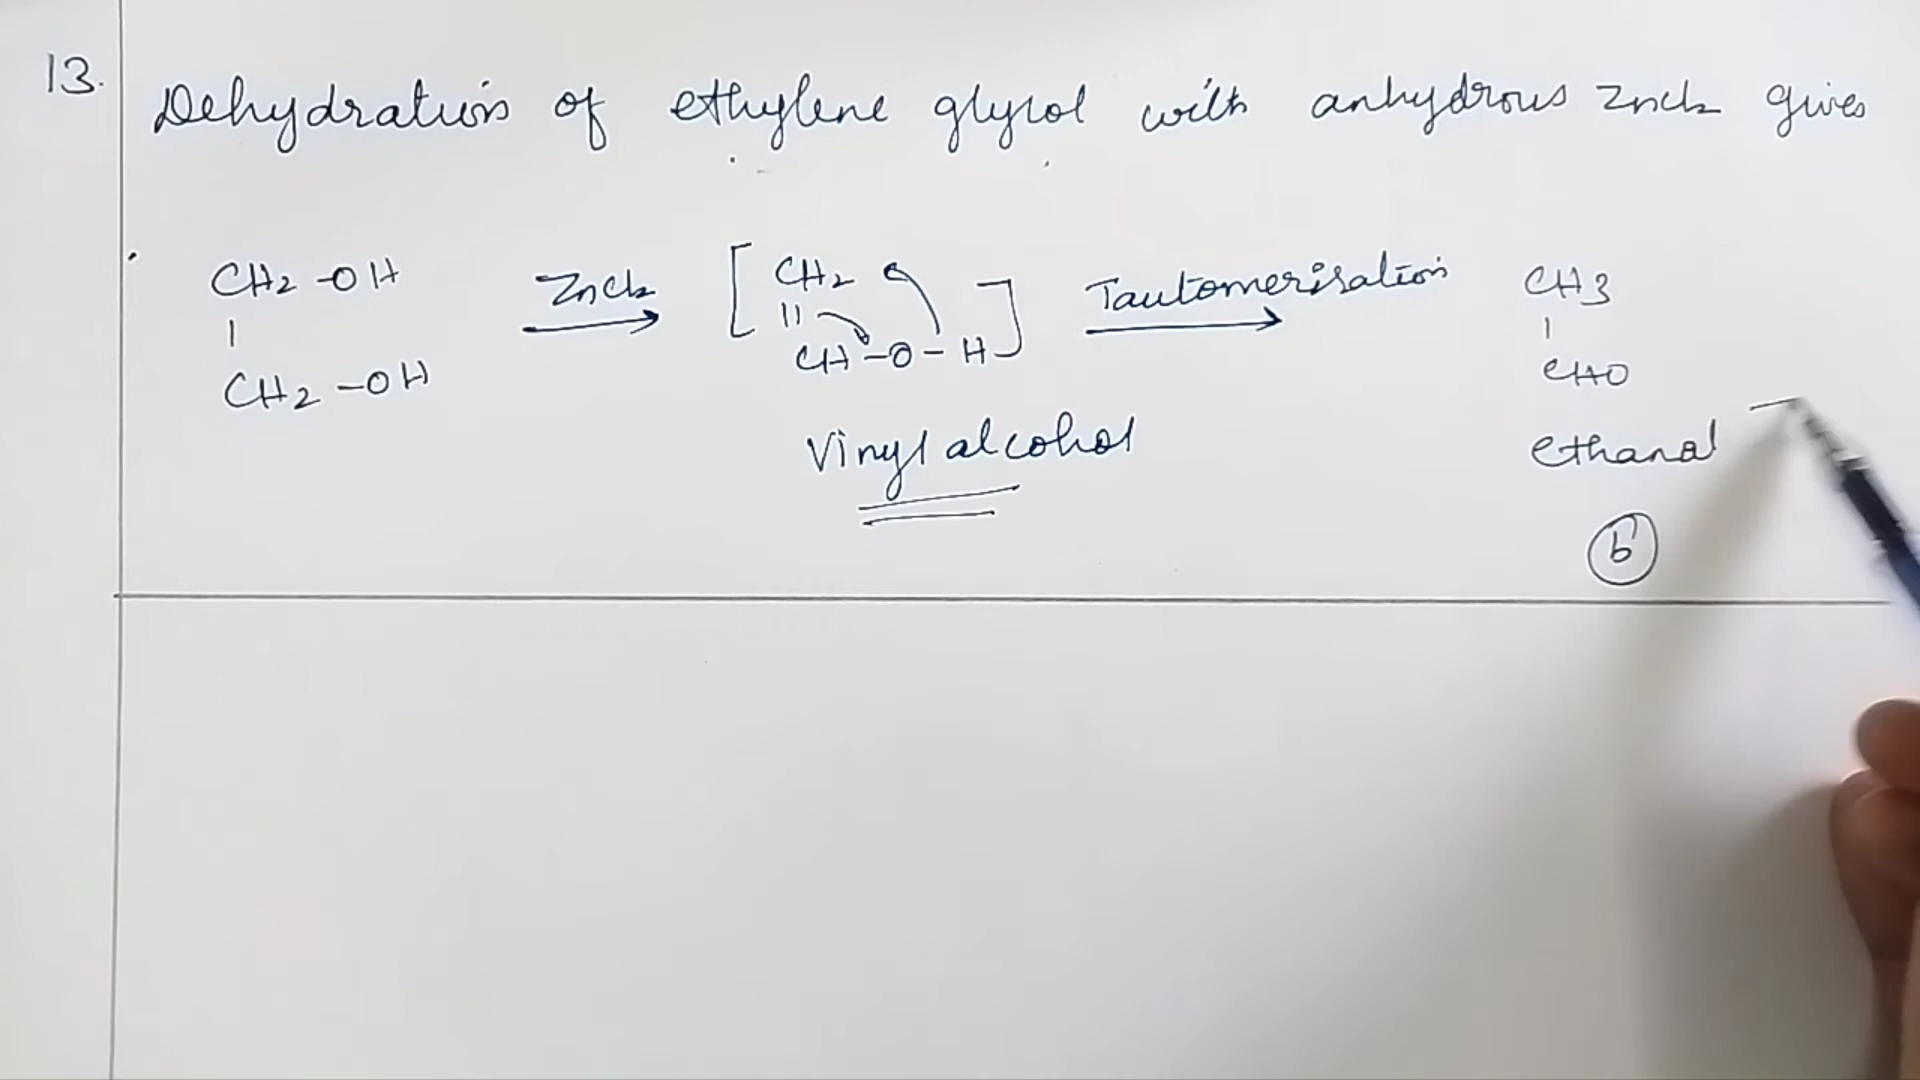 13.
Dehydration of ethylene glycol with anhydrous ZnCl2 gives
CH2 -OH ZnCl2 [ CH2 ] Tautomerisation CH3
| || |
CH2 -OH CH -O - H CHO
Vinyl alcohol ethanal
b